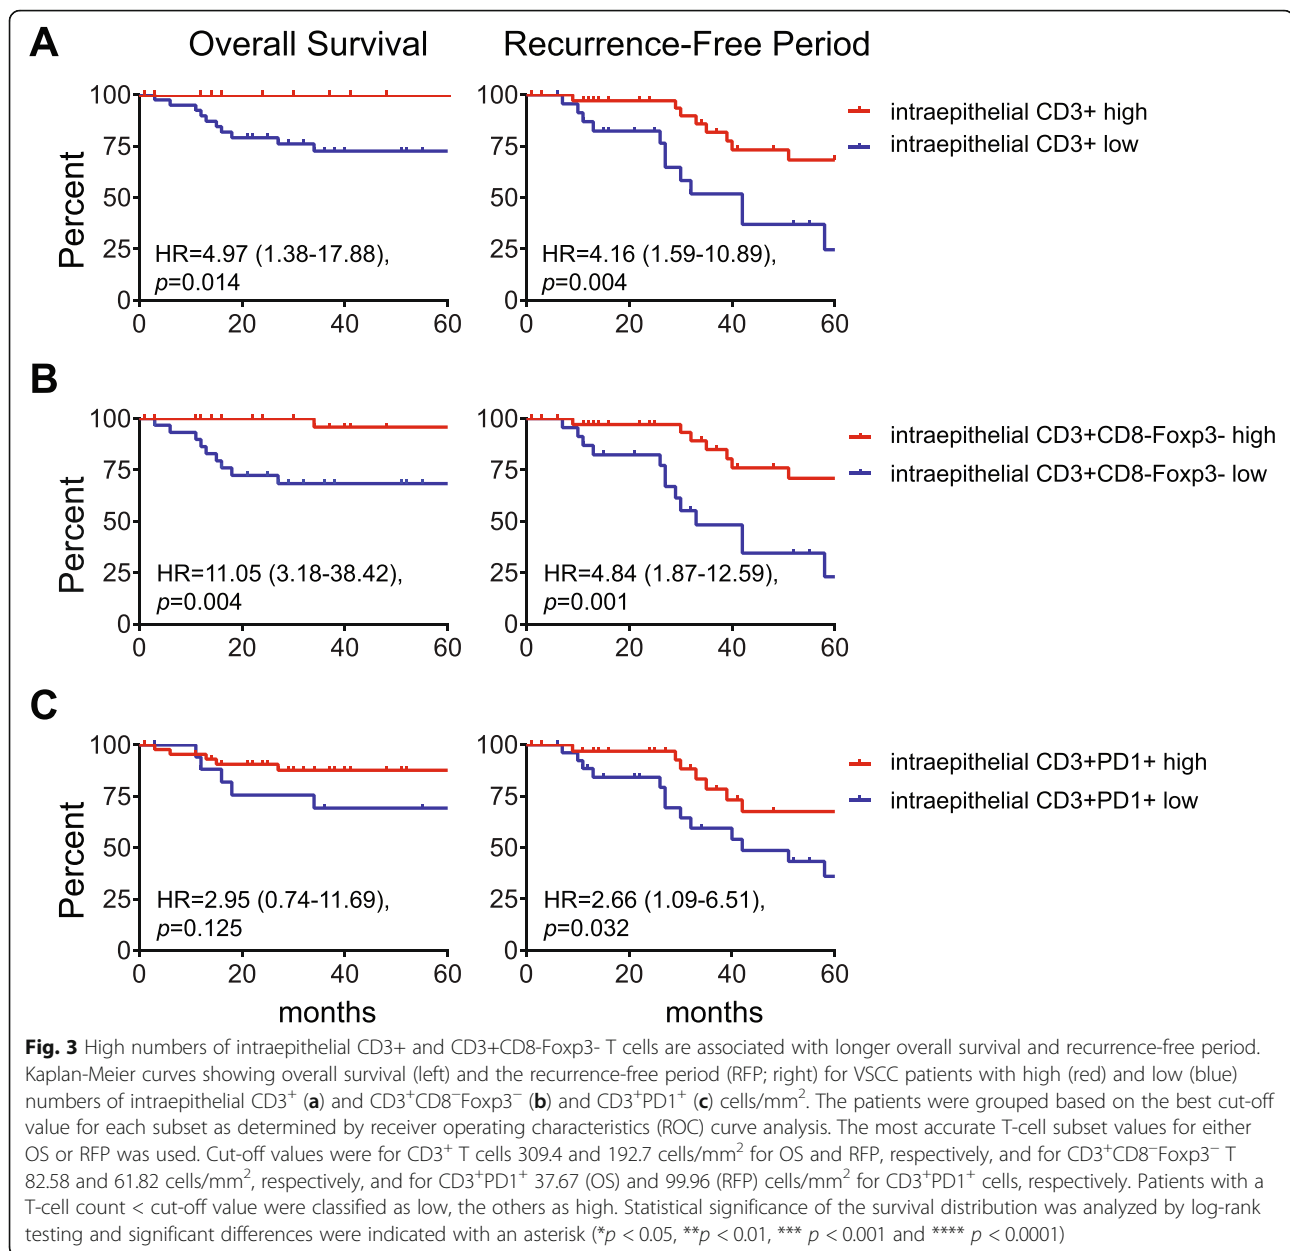 A
Overall Survival
Recurrence-Free Period
100
75
50
25
0
Percent
HR=4.97 (1.38-17.88),
p=0.014
0 20 40 60
100
75
50
25
0
HR=4.16 (1.59-10.89),
p=0.004
0 20 40 60
intraepithelial CD3+ high
intraepithelial CD3+ low
B
100
75
50
25
0
Percent
HR=11.05 (3.18-38.42),
p=0.004
0 20 40 60
100
75
50
25
0
HR=4.84 (1.87-12.59),
p=0.001
0 20 40 60
intraepithelial CD3+CD8-Foxp3- high
intraepithelial CD3+CD8-Foxp3- low
C
100
75
50
25
0
Percent
HR=2.95 (0.74-11.69),
p=0.125
0 20 40 60
months
100
75
50
25
0
HR=2.66 (1.09-6.51),
p=0.032
0 20 40 60
months
intraepithelial CD3+PD1+ high
intraepithelial CD3+PD1+ low
Fig. 3 High numbers of intraepithelial CD3+ and CD3+CD8-Foxp3- T cells are associated with longer overall survival and recurrence-free period.
Kaplan-Meier curves showing overall survival (left) and the recurrence-free period (RFP; right) for VSCC patients with high (red) and low (blue)
numbers of intraepithelial CD3⁺ (a) and CD3⁺CD8⁻Foxp3⁻ (b) and CD3⁺PD1⁺ (c) cells/mm². The patients were grouped based on the best cut-off
value for each subset as determined by receiver operating characteristics (ROC) curve analysis. The most accurate T-cell subset values for either
OS or RFP was used. Cut-off values were for CD3⁺ T cells 309.4 and 192.7 cells/mm² for OS and RFP, respectively, and for CD3⁺CD8⁻Foxp3⁻ T
82.58 and 61.82 cells/mm², respectively, and for CD3⁺PD1⁺ 37.67 (OS) and 99.96 (RFP) cells/mm² for CD3⁺PD1⁺ cells, respectively. Patients with a
T-cell count < cut-off value were classified as low, the others as high. Statistical significance of the survival distribution was analyzed by log-rank
testing and significant differences were indicated with an asterisk (*p < 0.05, **p < 0.01, *** p < 0.001 and **** p < 0.0001)